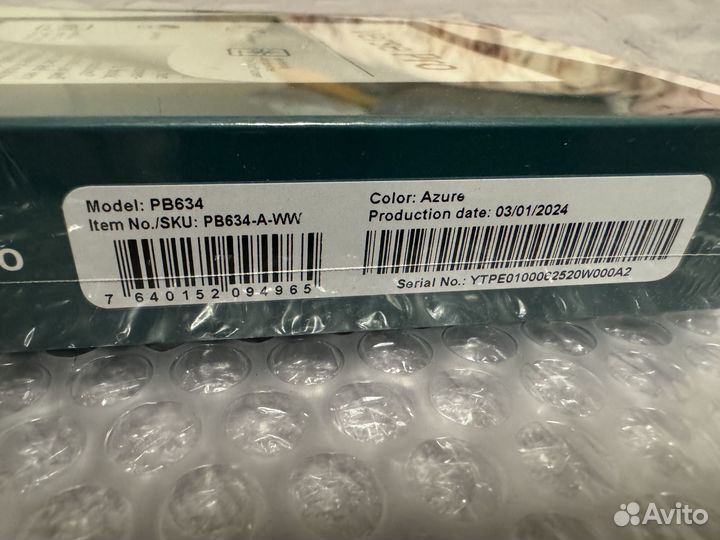 Model: PB634
Item No./SKU: PB634-A-WW
7 640152 094965
Color: Azure
Production date: 03/01/2024
Serial No.: YTPE0100062520W000A2
Avito